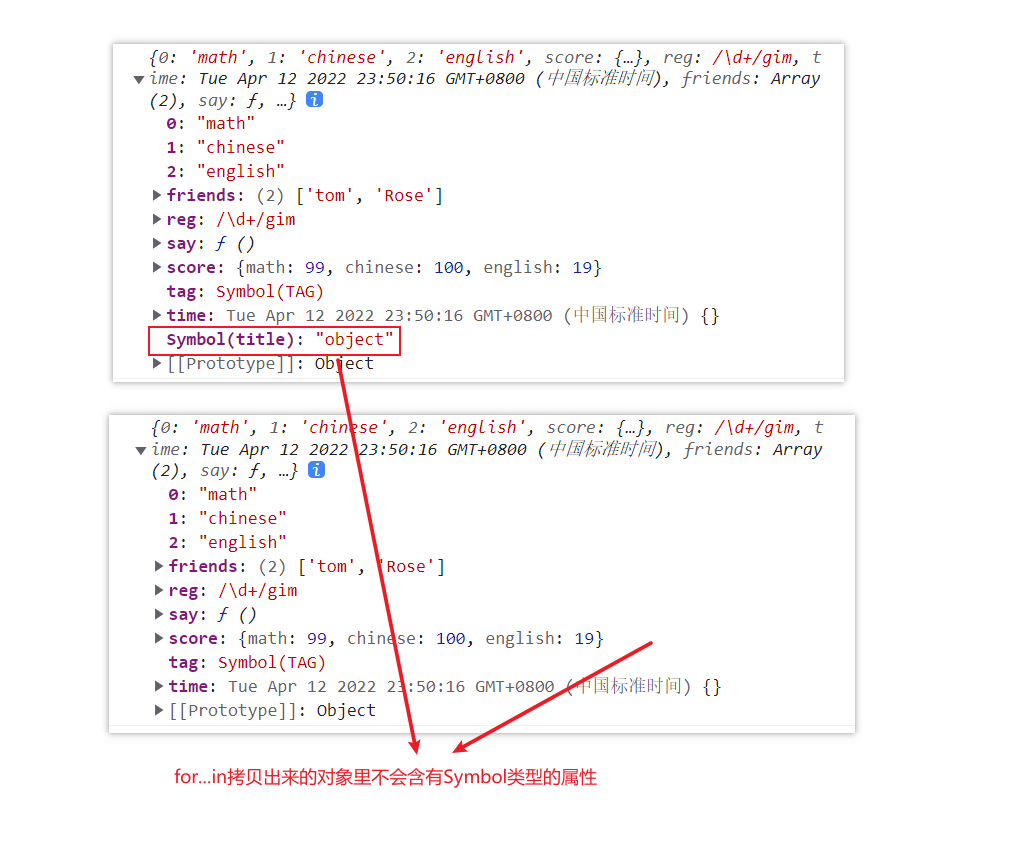 {0: 'math', 1: 'chinese', 2: 'english', score: {…}, reg: /\d+/gim, t
ime: Tue Apr 12 2022 23:50:16 GMT+0800 (中国标准时间), friends: Array
(2), say: ƒ, …} i
0: "math"
1: "chinese"
2: "english"
friends: (2) ['tom', 'Rose']
reg: /\d+/gim
say: ƒ ()
score: {math: 99, chinese: 100, english: 19}
tag: Symbol(TAG)
time: Tue Apr 12 2022 23:50:16 GMT+0800 (中国标准时间) {}
Symbol(title): "object"
[[Prototype]]: Object
{0: 'math', 1: 'chinese', 2: 'english', score: {…}, reg: /\d+/gim, t
ime: Tue Apr 12 2022 23:50:16 GMT+0800 (中国标准时间), friends: Array
(2), say: ƒ, …} i
0: "math"
1: "chinese"
2: "english"
friends: (2) ['tom', 'Rose']
reg: /\d+/gim
say: ƒ ()
score: {math: 99, chinese: 100, english: 19}
tag: Symbol(TAG)
time: Tue Apr 12 2022 23:50:16 GMT+0800 (中国标准时间) {}
[[Prototype]]: Object
for...in拷贝出来的对象里不会含有Symbol类型的属性